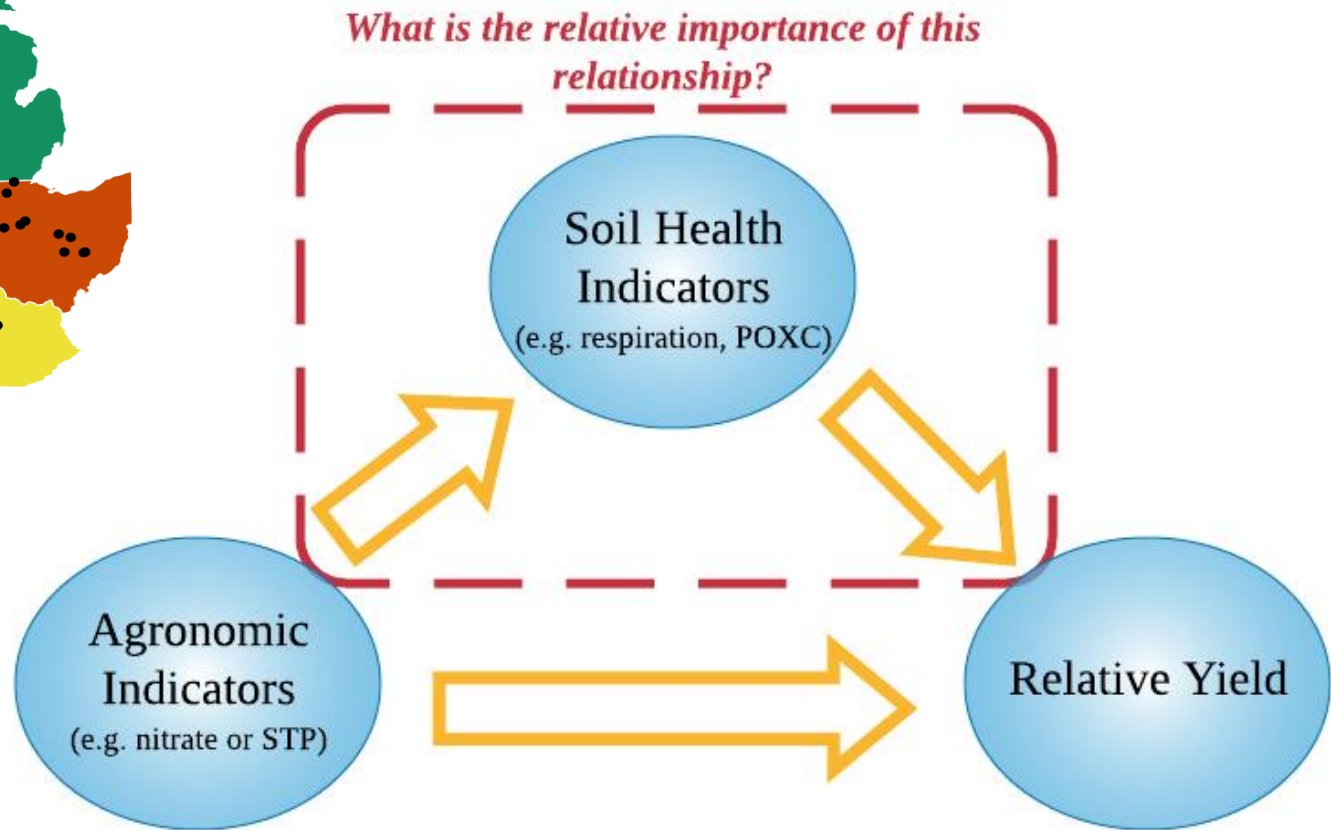 What is the relative importance of this
relationship?
Soil Health
Indicators
(e.g. respiration, POXC)
Agronomic
Indicators
(e.g. nitrate or STP)
Relative Yield